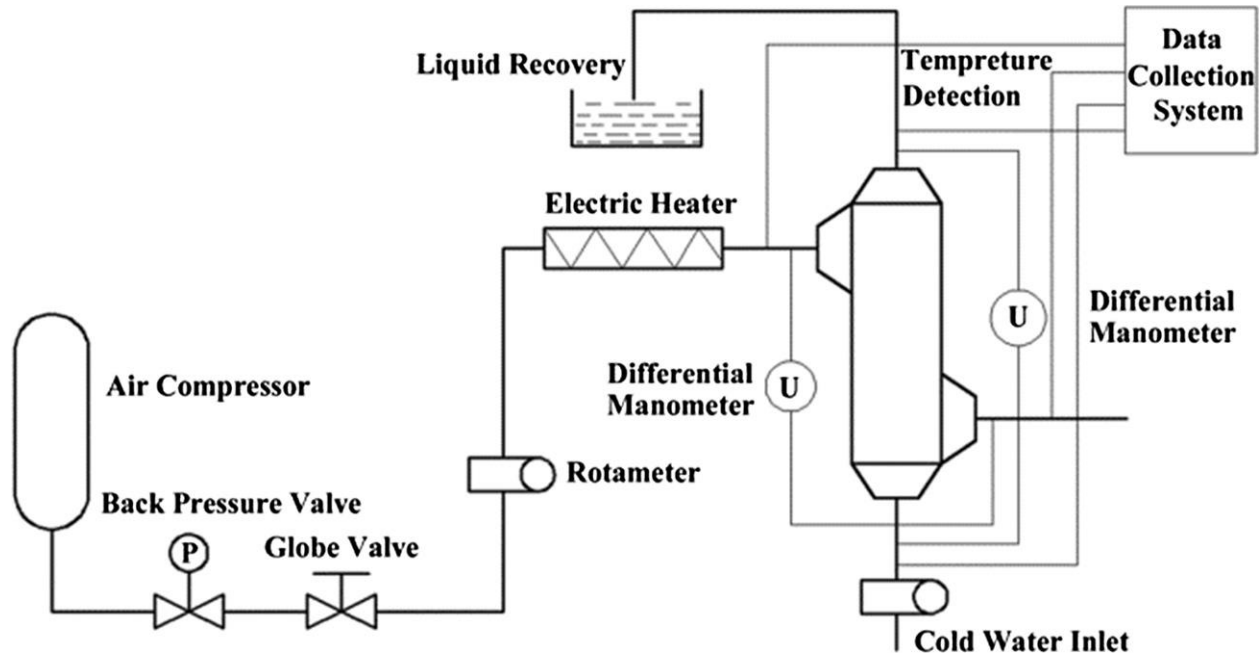 Liquid Recovery
Tempreture
Detection
Data
Collection
System
Electric Heater
Differential
Manometer
U
Differential
Manometer
U
Air Compressor
Rotameter
Back Pressure Valve
P
Globe Valve
Cold Water Inlet